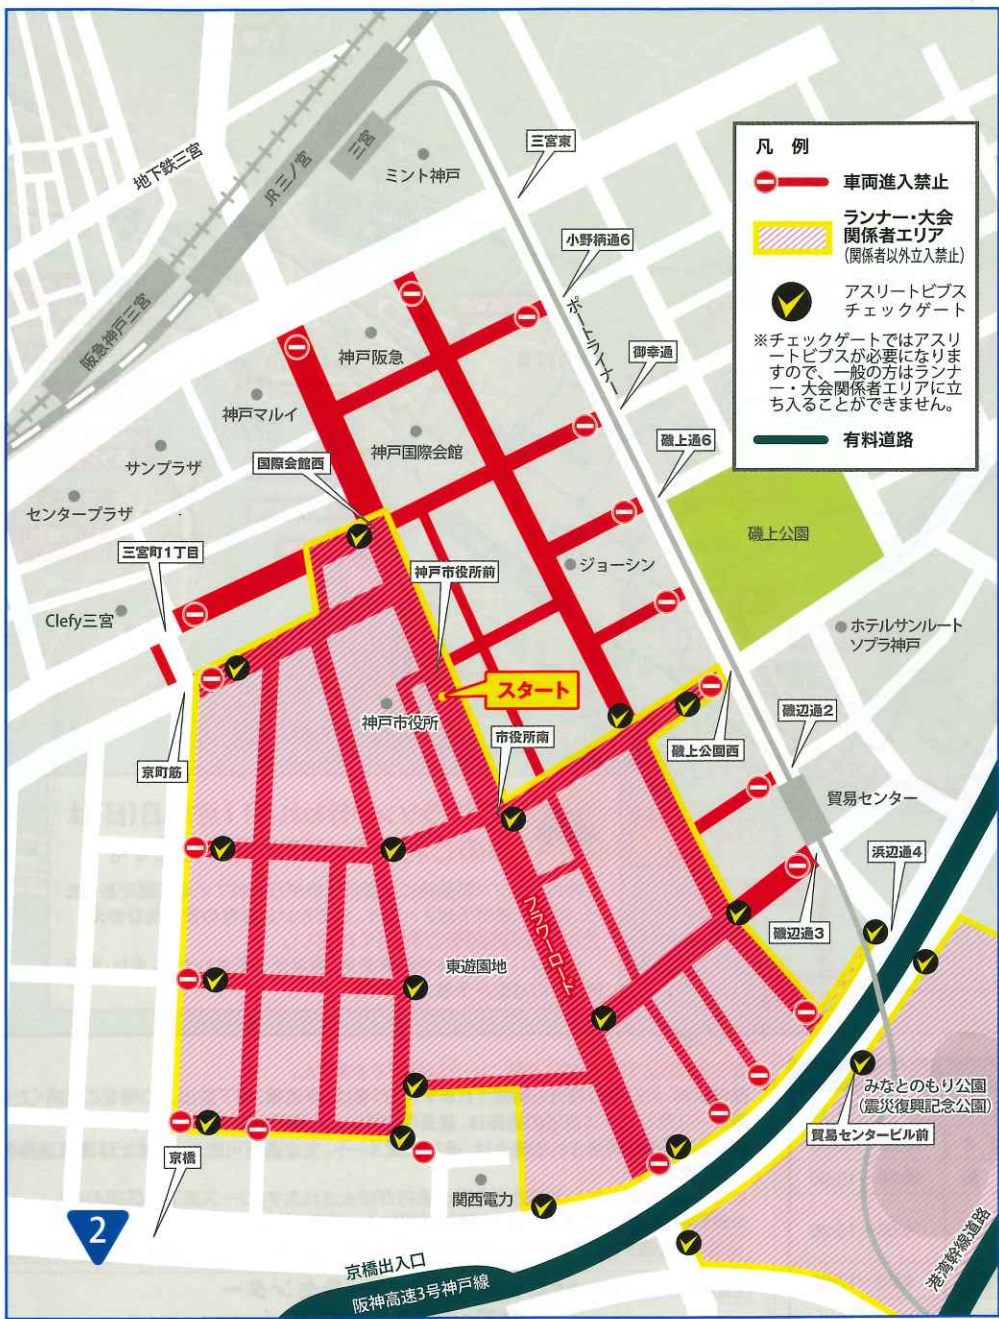 三宮東
ミント神戸
三宮
JR三ノ宮
地下鉄三宮
阪急神戸三宮
小野柄通6
ポートライナー
御幸通
磯上通6
神戸阪急
神戸マルイ
神戸国際会館
国際会館西
サンプラザ
センタープラザ
三宮町1丁目
Clefy三宮
神戸市役所前
ジョーシン
磯上公園
ホテルサンルート
ソプラ神戸
スタート
神戸市役所
市役所南
磯上公園西
磯辺通2
京町筋
貿易センター
浜辺通4
磯辺通3
フラワーロード
東遊園地
みなとのもり公園
(震災復興記念公園)
貿易センタービル前
京橋
関西電力
2
京橋出入口
阪神高速3号神戸線
港湾幹線道路
凡 例
車両進入禁止
ランナー・大会
関係者エリア
(関係者以外立入禁止)
アスリートビブス
チェックゲート
※チェックゲートではアスリ
ートビブスが必要になりま
すので、一般の方はランナ
ー・大会関係者エリアに立
ち入ることができません。
有料道路